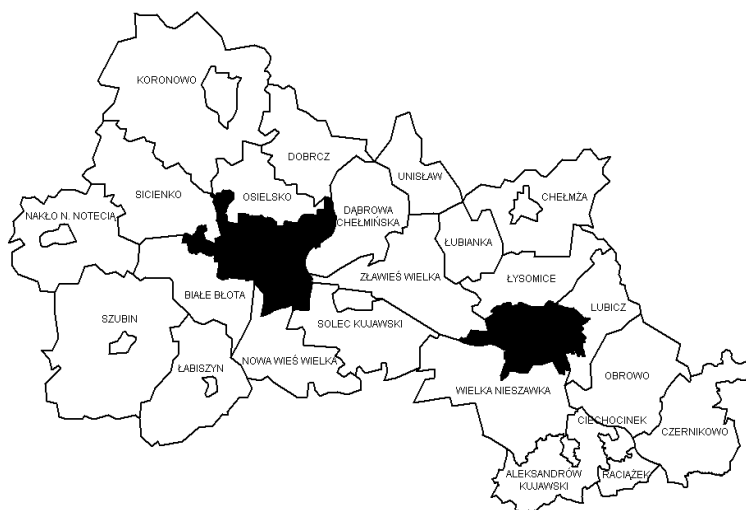 KORONOWO
DOBRCZ
UNISŁAW
CHEŁMŻA
SICIENKO
OSIELSKO
DĄBROWA
CHEŁMIŃSKA
NAKŁO N. NOTECIĄ
ŁUBIANKA
ZŁAWIEŚ WIELKA
ŁYSOMICE
BIAŁE BŁOTA
LUBICZ
SZUBIN
SOLEC KUJAWSKI
ŁABISZYN
NOWA WIEŚ WIELKA
OBROWO
WIELKA NIESZAWKA
CIECHOCINEK
CZERNIKOWO
ALEKSANDRÓW
KUJAWSKI
RACIĄŻEK